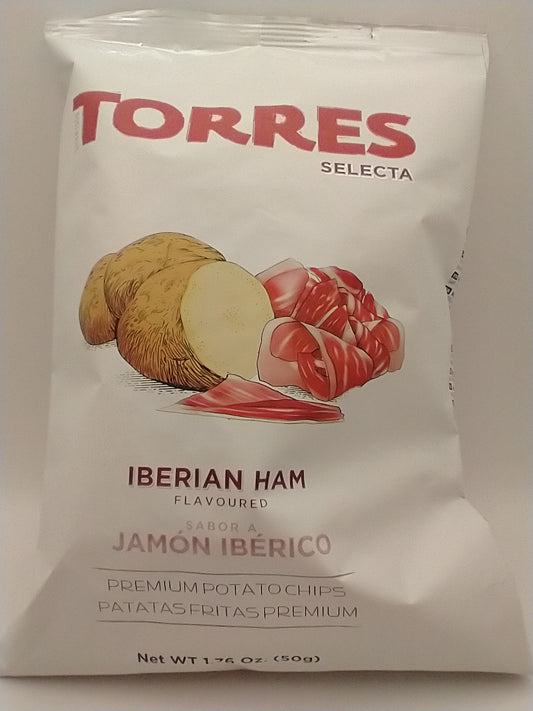 TORRES
SELECTA
IBERIAN HAM
FLAVOURED
SABOR A
JAMÓN IBÉRICO
PREMIUM POTATO CHIPS
PATATAS FRITAS PREMIUM
Net WT 1.76 Oz. (50g)